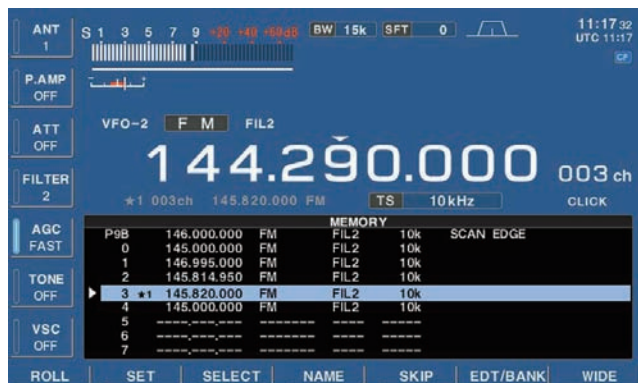 ANT
1
S 1 3 5 7 9 +20 +40 +60dB BW 15k SFT 0
11:17 32
UTC 11:17
CP
P.AMP
OFF
ATT
OFF
VFO-2 F M FIL2
144.290.000 003 ch
FILTER
2
★1 003ch 145.820.000 FM TS 10kHz CLICK
AGC
FAST
TONE
OFF
VSC
OFF
MEMORY
P9B 146.000.000 FM FIL2 10k SCAN EDGE
0 145.000.000 FM FIL2 10k
1 146.995.000 FM FIL2 10k
2 145.814.950 FM FIL2 10k
3 ★1 145.820.000 FM FIL2 10k
4 145.000.000 FM FIL2 10k
5 ----.---.--- ------- ---- -----
6 ----.---.--- ------- ---- -----
7 ----.---.--- ------- ---- -----
ROLL SET SELECT NAME SKIP EDT/BANK WIDE